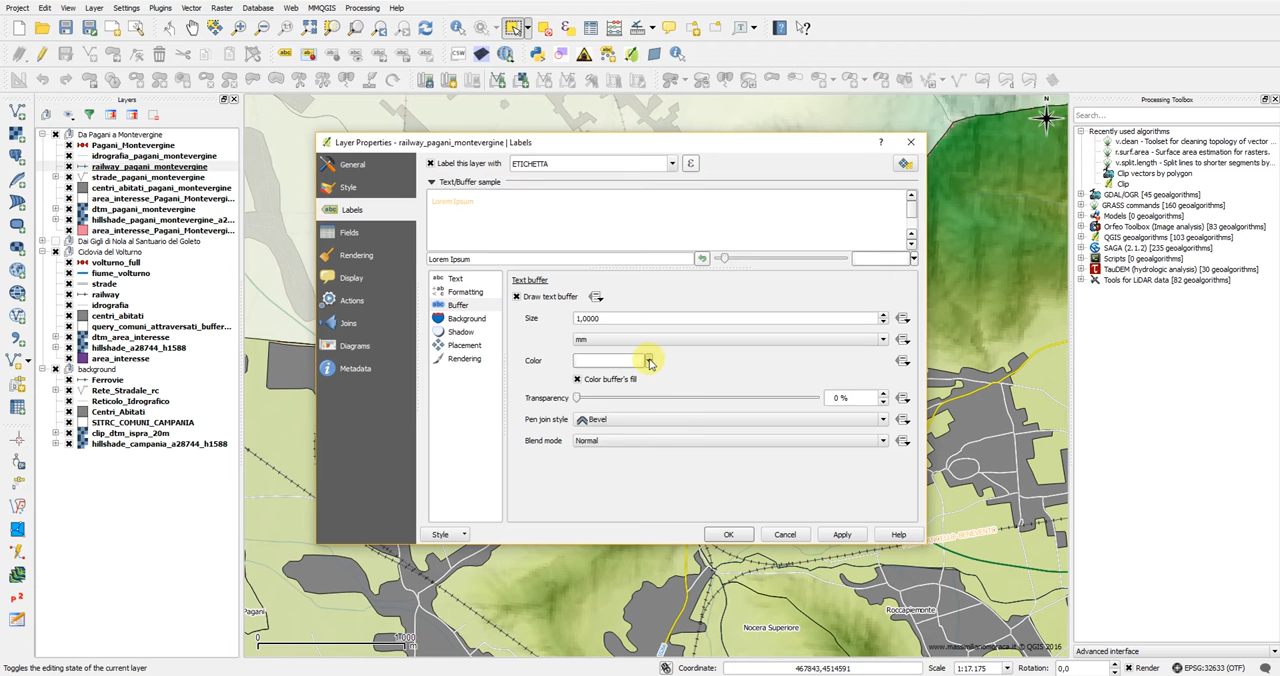 Project Edit View Layer Settings Plugins Vector Raster Database Web MMQGIS Processing Help
Layers
Da Pagani a Montevergine
Pagani_Montevergine
idrografia_pagani_montevergine
railway_pagani_montevergine
strade_pagani_montevergine
centri_abitati_pagani_montevergine
area_interesse_pagani_montevergine...
dtm_pagani_montevergine
hillshade_pagani_montevergine_a2...
area_interesse_Pagani_Montevergi...
Dai Gigli di Nola al Santuario del Goleto
Ciclovia del Volturno
volturno_full
fiume_volturno
strade
railway
idrografia
centri_abitati
query_comuni_attraversati_buffer...
dtm_area_interesse
hillshade_a28744_h1588
area_interesse
background
Ferrovie
Rete_Stradale_rc
Reticolo_Idrografico
Centri_Abitati
SITRC_COMUNI_CAMPANIA
clip_dtm_ispra_20m
hillshade_campania_a28744_h1588
Layer Properties - railway_pagani_montevergine | Labels
General
Style
Labels
Fields
Rendering
Display
Actions
Joins
Diagrams
Metadata
Label this layer with ETICHETTA
Text/Buffer sample
Lorem Ipsum
Lorem Ipsum
Text
Formatting
Buffer
Background
Shadow
Placement
Rendering
Text buffer
Draw text buffer
Size 1,0000
mm
Color
Color buffer's fill
Transparency 0 %
Pen join style Bevel
Blend mode Normal
Style OK Cancel Apply Help
Processing Toolbox
Search...
Recently used algorithms
v.clean - Toolset for cleaning topology of vector ...
r.surf.area - Surface area estimation for rasters.
v.split.length - Split lines to shorter segments by...
Clip vectors by polygon
Clip
GDAL/OGR [45 geoalgorithms]
GRASS commands [160 geoalgorithms]
Models [0 geoalgorithms]
Orfeo Toolbox (Image analysis) [83 geoalgorithms]
QGIS geoalgorithms [103 geoalgorithms]
SAGA (2.1.2) [235 geoalgorithms]
Scripts [0 geoalgorithms]
TauDEM (hydrologic analysis) [30 geoalgorithms]
Tools for LiDAR data [82 geoalgorithms]
Advanced interface
N
Pagani
Nocera Superiore
Roccapiemonte
0 1.000
m
www.massimilianomoraca.it © QGIS 2016
Toggles the editing state of the current layer
Coordinate: 467843,4514591 Scale 1:17.175 Rotation: 0,0 Render EPSG:32633 (OTF)